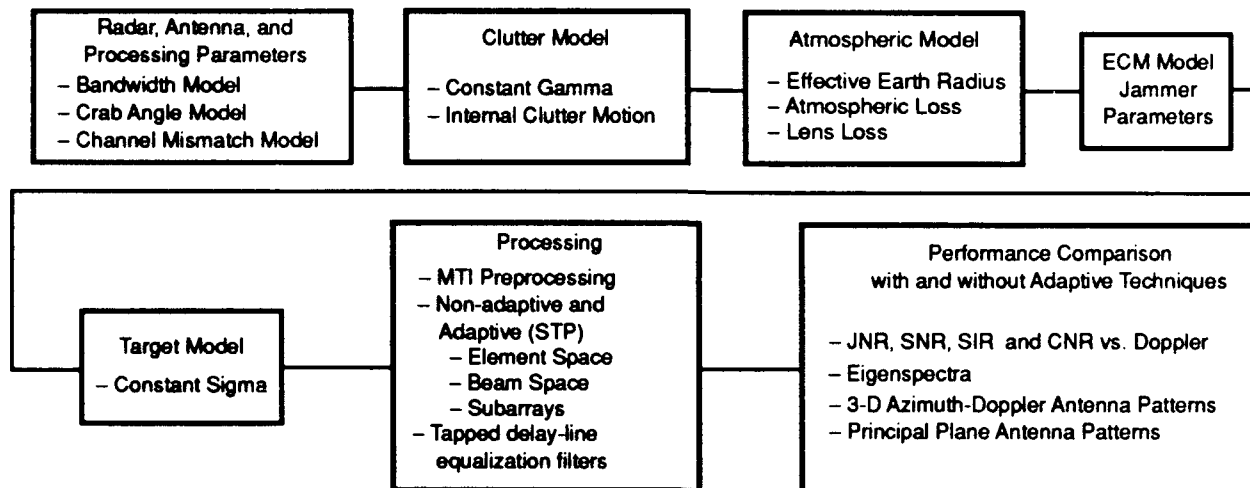 Radar, Antenna, and
Processing Parameters
– Bandwidth Model
– Crab Angle Model
– Channel Mismatch Model
Clutter Model
– Constant Gamma
– Internal Clutter Motion
Atmospheric Model
– Effective Earth Radius
– Atmospheric Loss
– Lens Loss
ECM Model
Jammer
Parameters
Target Model
– Constant Sigma
Processing
– MTI Preprocessing
– Non-adaptive and
Adaptive (STP)
– Element Space
– Beam Space
– Subarrays
– Tapped delay-line
equalization filters
Performance Comparison
with and without Adaptive Techniques
– JNR, SNR, SIR and CNR vs. Doppler
– Eigenspectra
– 3-D Azimuth-Doppler Antenna Patterns
– Principal Plane Antenna Patterns